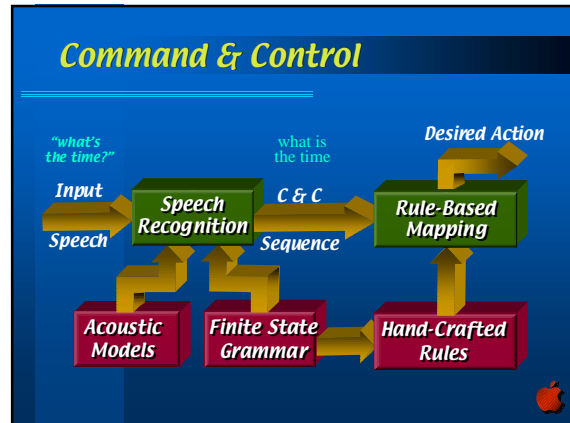 Command & Control
"what's
the time?"
what is
the time
Desired Action
Input
Speech
Speech
Recognition
C & C
Sequence
Rule-Based
Mapping
Acoustic
Models
Finite State
Grammar
Hand-Crafted
Rules